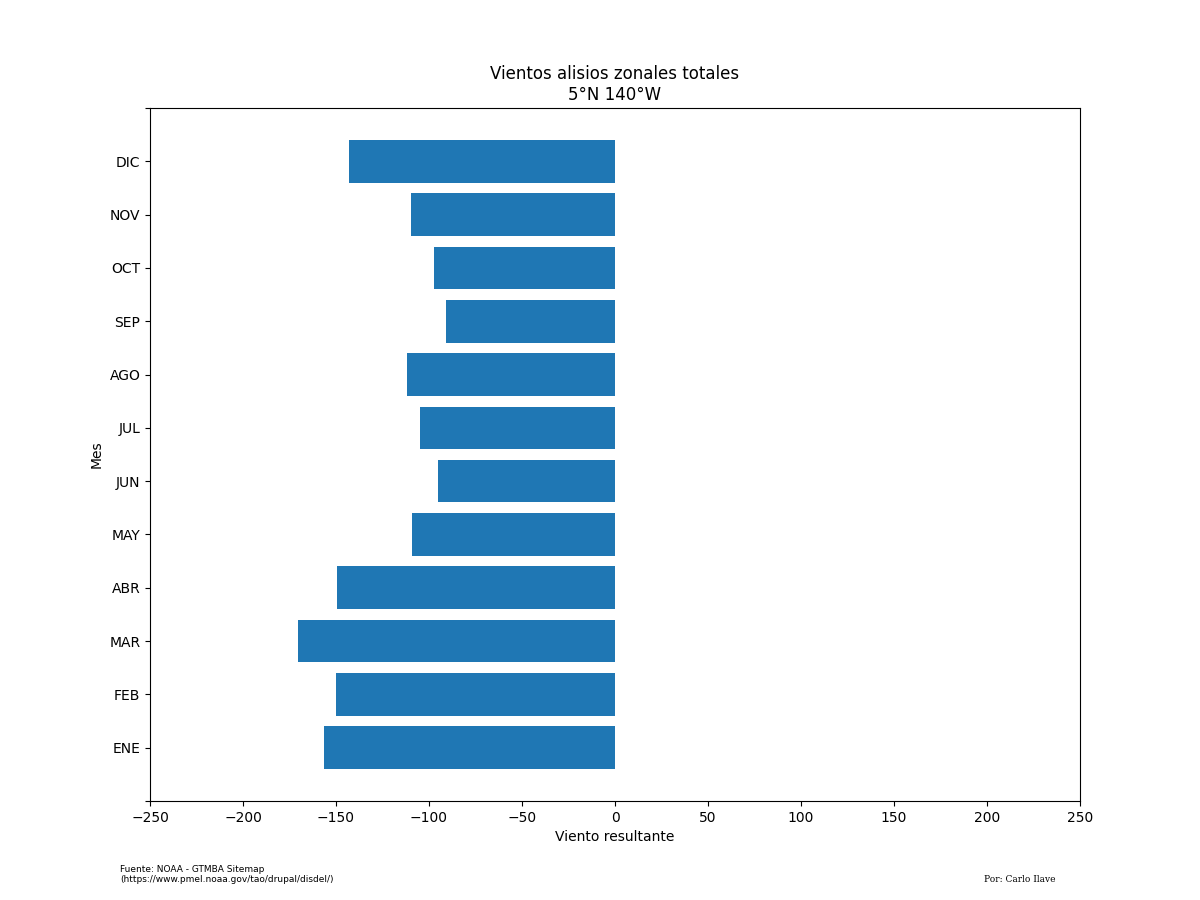 Vientos alisios zonales totales
5°N 140°W
DIC
NOV
OCT
SEP
AGO
JUL
JUN
MAY
ABR
MAR
FEB
ENE
Mes
−250 −200 −150 −100 −50 0 50 100 150 200 250
Viento resultante
Fuente: NOAA - GTMBA Sitemap
(https://www.pmel.noaa.gov/tao/drupal/disdel/)
Por: Carlo Ilave